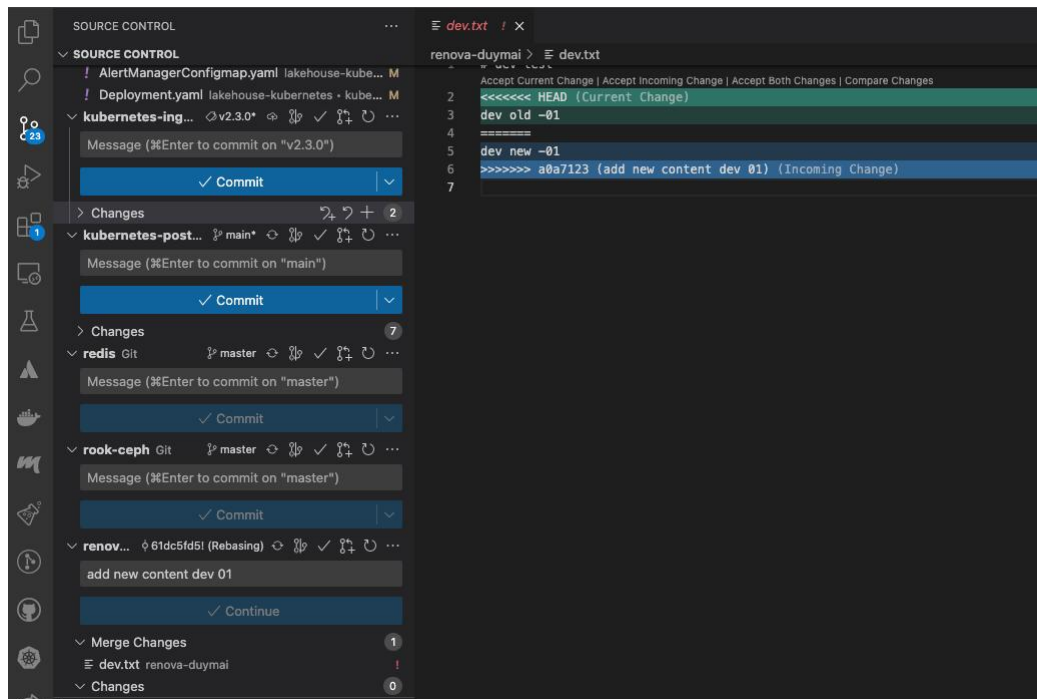 SOURCE CONTROL
SOURCE CONTROL
! AlertManagerConfigmap.yaml lakehouse-kube... M
! Deployment.yaml lakehouse-kubernetes • kube... M
kubernetes-ing... v2.3.0*
Message (⌘Enter to commit on "v2.3.0")
✓ Commit
Changes 2
kubernetes-post... main*
Message (⌘Enter to commit on "main")
✓ Commit
Changes 7
redis Git master
Message (⌘Enter to commit on "master")
✓ Commit
rook-ceph Git master
Message (⌘Enter to commit on "master")
✓ Commit
renov... 61dc5fd5! (Rebasing)
add new content dev 01
✓ Continue
Merge Changes 1
dev.txt renova-duymai !
Changes 0
23
1
dev.txt !
renova-duymai > dev.txt
1 # dev test
Accept Current Change | Accept Incoming Change | Accept Both Changes | Compare Changes
2 <<<<<<< HEAD (Current Change)
3 dev old -01
4 =======
5 dev new -01
6 >>>>>>> a0a7123 (add new content dev 01) (Incoming Change)
7